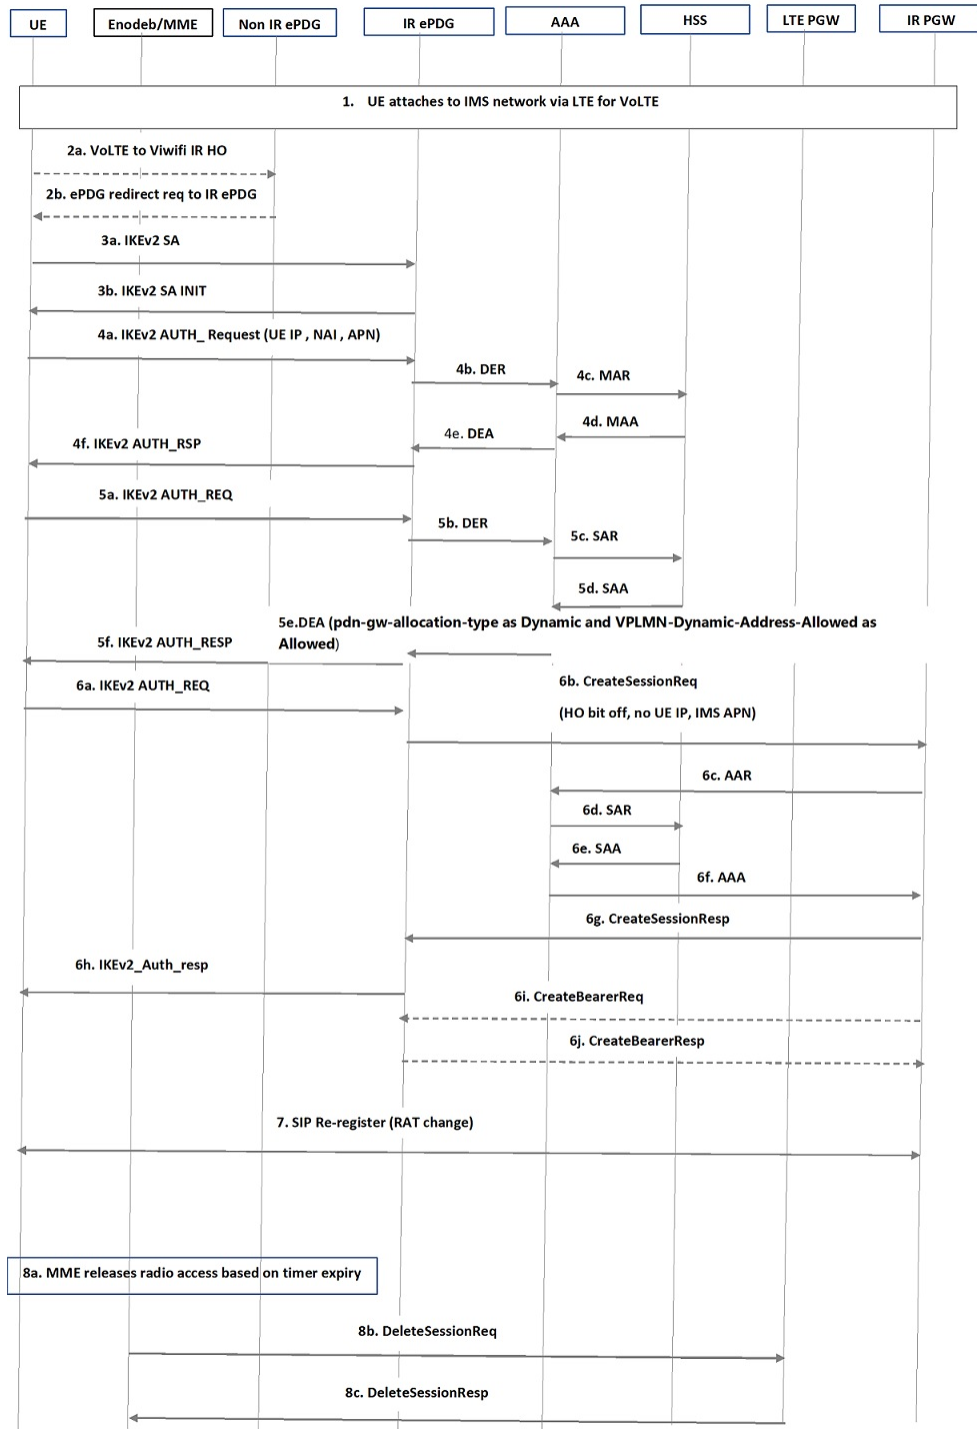 UE
Enodeb/MME
Non IR ePDG
IR ePDG
AAA
HSS
LTE PGW
IR PGW
1. UE attaches to IMS network via LTE for VoLTE
2a. VoLTE to Viwifi IR HO
2b. ePDG redirect req to IR ePDG
3a. IKEv2 SA
3b. IKEv2 SA INIT
4a. IKEv2 AUTH_ Request (UE IP , NAI , APN)
4b. DER
4c. MAR
4d. MAA
4e. DEA
4f. IKEv2 AUTH_RSP
5a. IKEv2 AUTH_REQ
5b. DER
5c. SAR
5d. SAA
5e.DEA (pdn-gw-allocation-type as Dynamic and VPLMN-Dynamic-Address-Allowed as
Allowed)
5f. IKEv2 AUTH_RESP
6a. IKEv2 AUTH_REQ
6b. CreateSessionReq
(HO bit off, no UE IP, IMS APN)
6c. AAR
6d. SAR
6e. SAA
6f. AAA
6g. CreateSessionResp
6h. IKEv2_Auth_resp
6i. CreateBearerReq
6j. CreateBearerResp
7. SIP Re-register (RAT change)
8a. MME releases radio access based on timer expiry
8b. DeleteSessionReq
8c. DeleteSessionResp